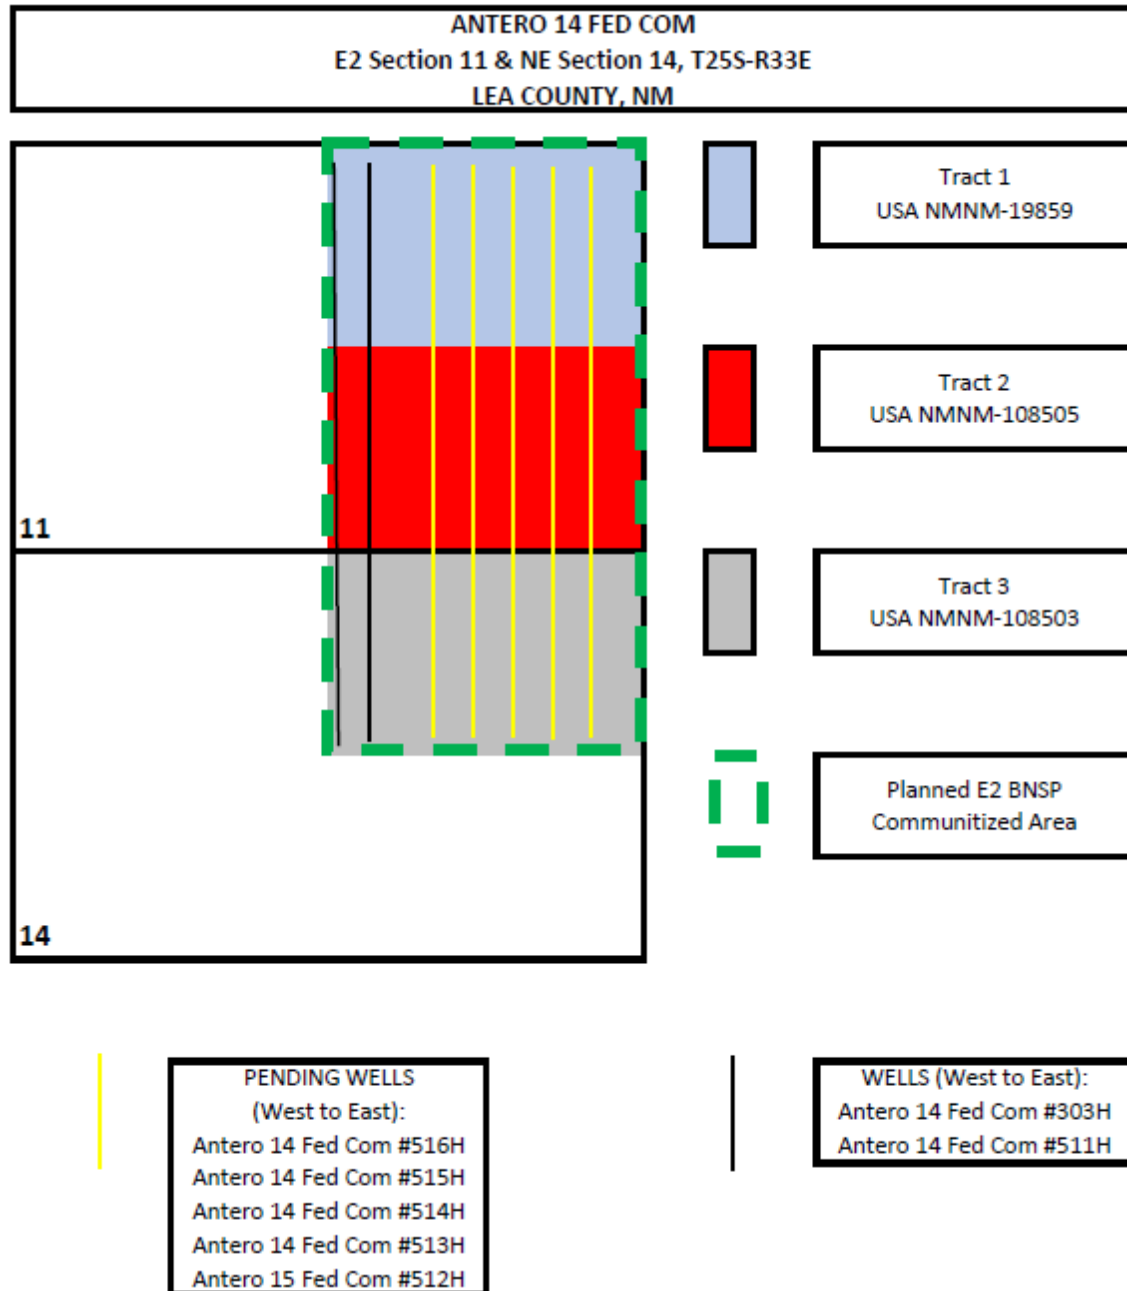 ANTERO 14 FED COM
E2 Section 11 & NE Section 14, T25S-R33E
LEA COUNTY, NM
Tract 1
USA NMNM-19859
Tract 2
USA NMNM-108505
11
Tract 3
USA NMNM-108503
Planned E2 BNSP
Communitized Area
14
PENDING WELLS
(West to East):
Antero 14 Fed Com #516H
Antero 14 Fed Com #515H
Antero 14 Fed Com #514H
Antero 14 Fed Com #513H
Antero 15 Fed Com #512H
WELLS (West to East):
Antero 14 Fed Com #303H
Antero 14 Fed Com #511H